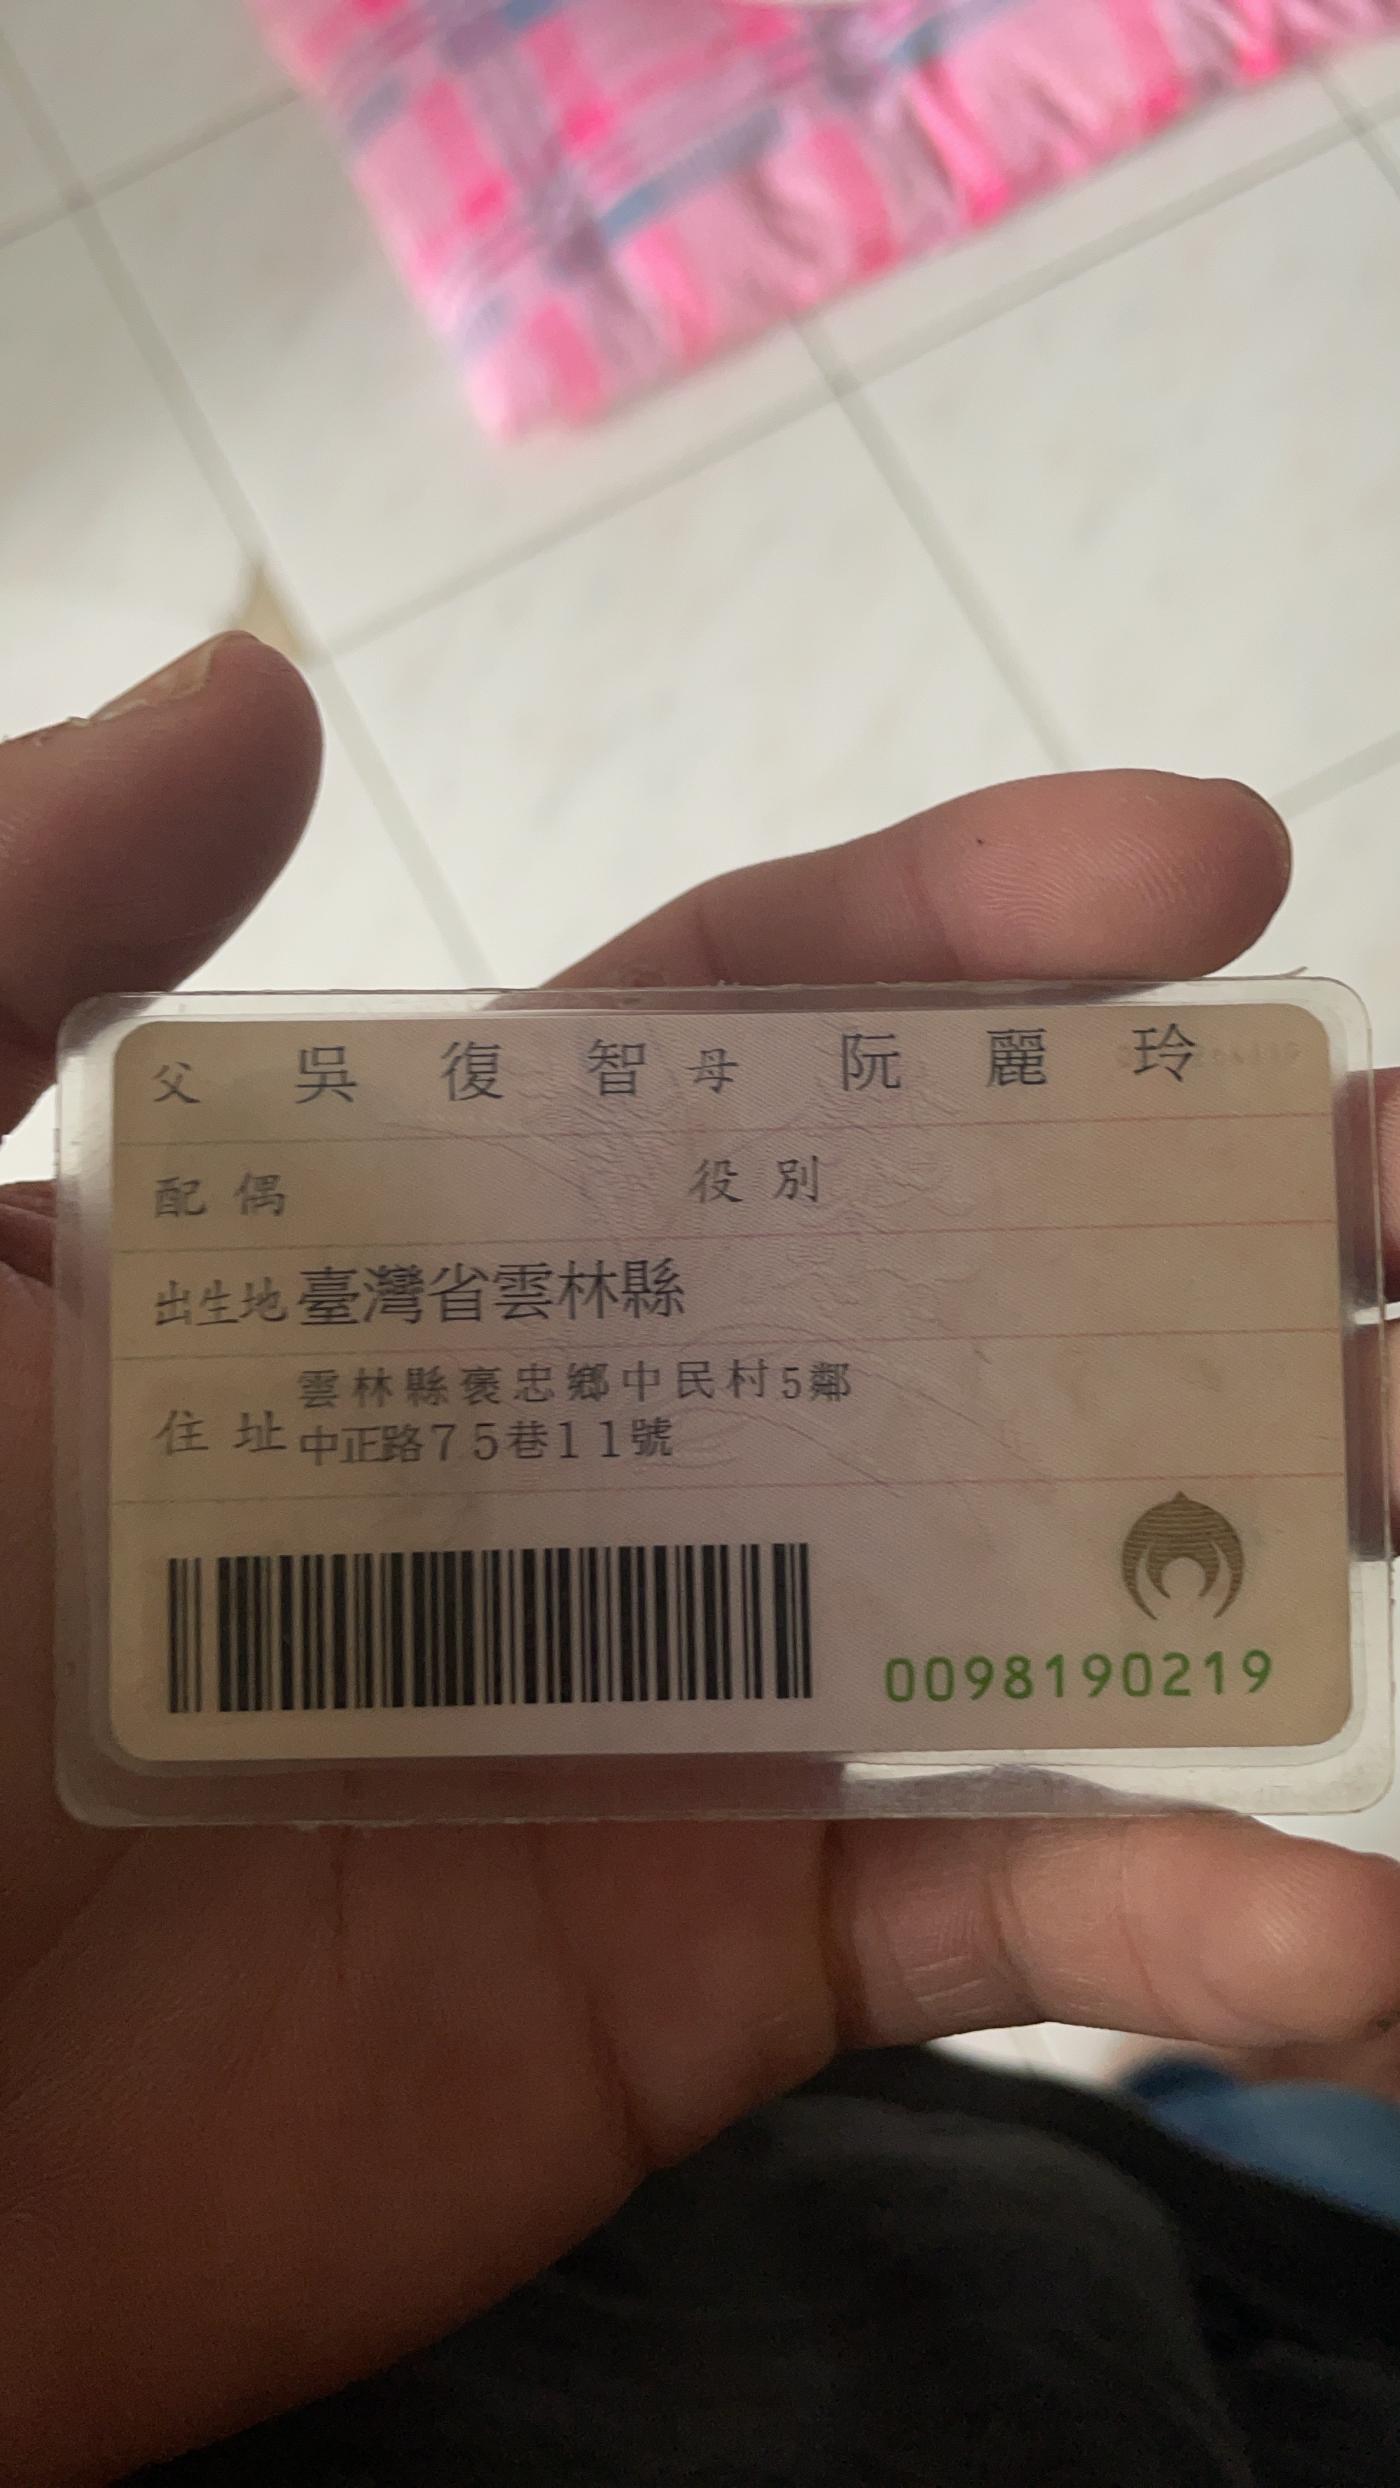 父 吳復智 母 阮麗玲
配偶 役別
出生地 臺灣省雲林縣
住址 雲林縣褒忠鄉中民村5鄰
中正路75巷11號
0098190219